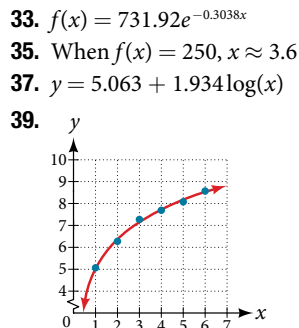 33. f(x) = 731.92e^{−0.3038x}
35. When f(x) = 250, x ≈ 3.6
37. y = 5.063 + 1.934 log(x)
39.
y
10
9
8
7
6
5
4
0 1 2 3 4 5 6 7 x